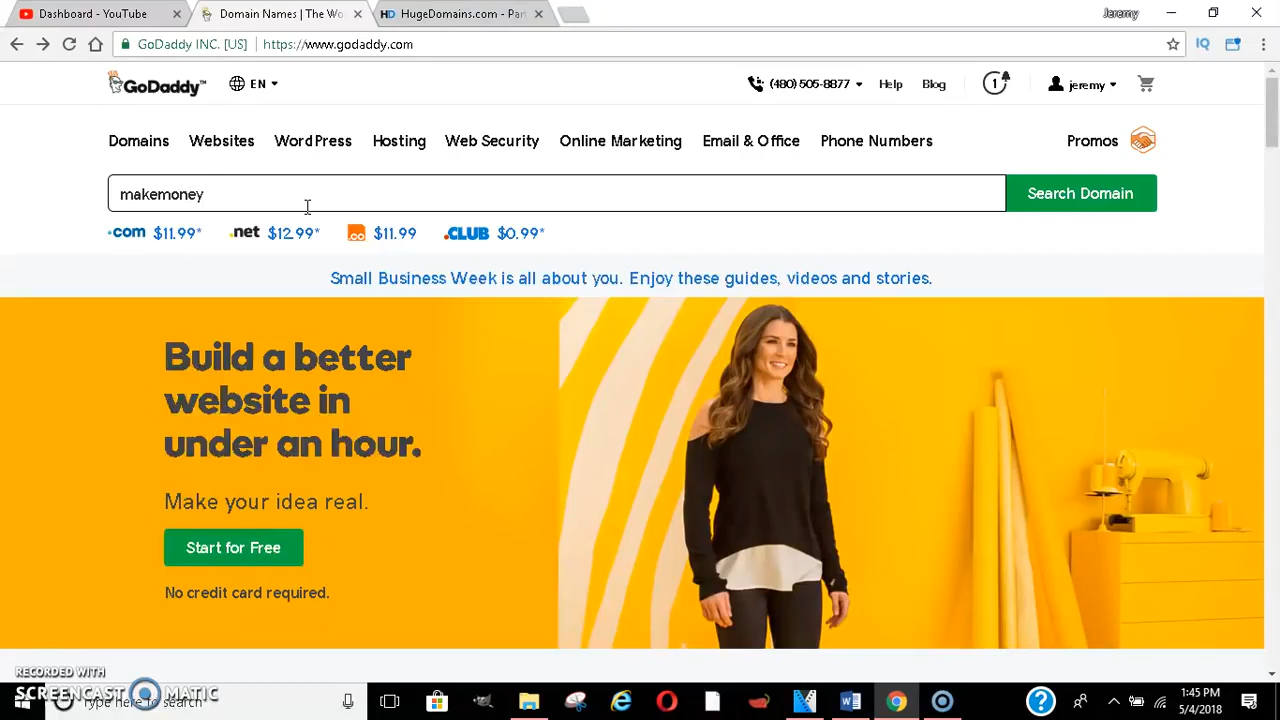 Dashboard - YouTube
Domain Names | The Wo
HugeDomains.com - Part
Jeremy
GoDaddy INC. [US]
https://www.godaddy.com
GoDaddy™
EN
(480) 505-8877
Help
Blog
1
jeremy
Domains
Websites
WordPress
Hosting
Web Security
Online Marketing
Email & Office
Phone Numbers
Promos
makemoney
Search Domain
.com $11.99*
.net $12.99*
.co $11.99
.CLUB $0.99*
Small Business Week is all about you. Enjoy these guides, videos and stories.
Build a better
website in
under an hour.
Make your idea real.
Start for Free
No credit card required.
RECORDED WITH
SCREENCAST MATIC
Type here to search
1:45 PM
5/4/2018